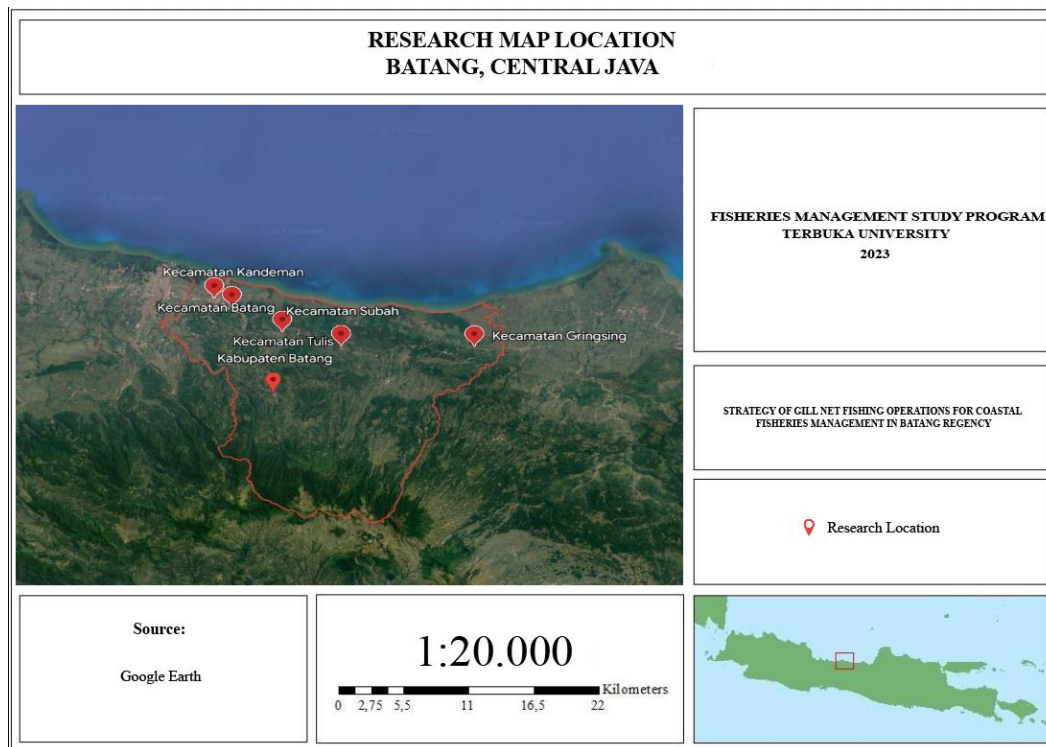 RESEARCH MAP LOCATION
BATANG, CENTRAL JAVA
Kecamatan Kandeman
Kecamatan Batang
Kecamatan Subah
Kecamatan Tulis
Kabupaten Batang
Kecamatan Gringsing
FISHERIES MANAGEMENT STUDY PROGRAM
TERBUKA UNIVERSITY
2023
STRATEGY OF GILL NET FISHING OPERATIONS FOR COASTAL
FISHERIES MANAGEMENT IN BATANG REGENCY
Research Location
Source:
Google Earth
1:20.000
Kilometers
0 2,75 5,5 11 16,5 22